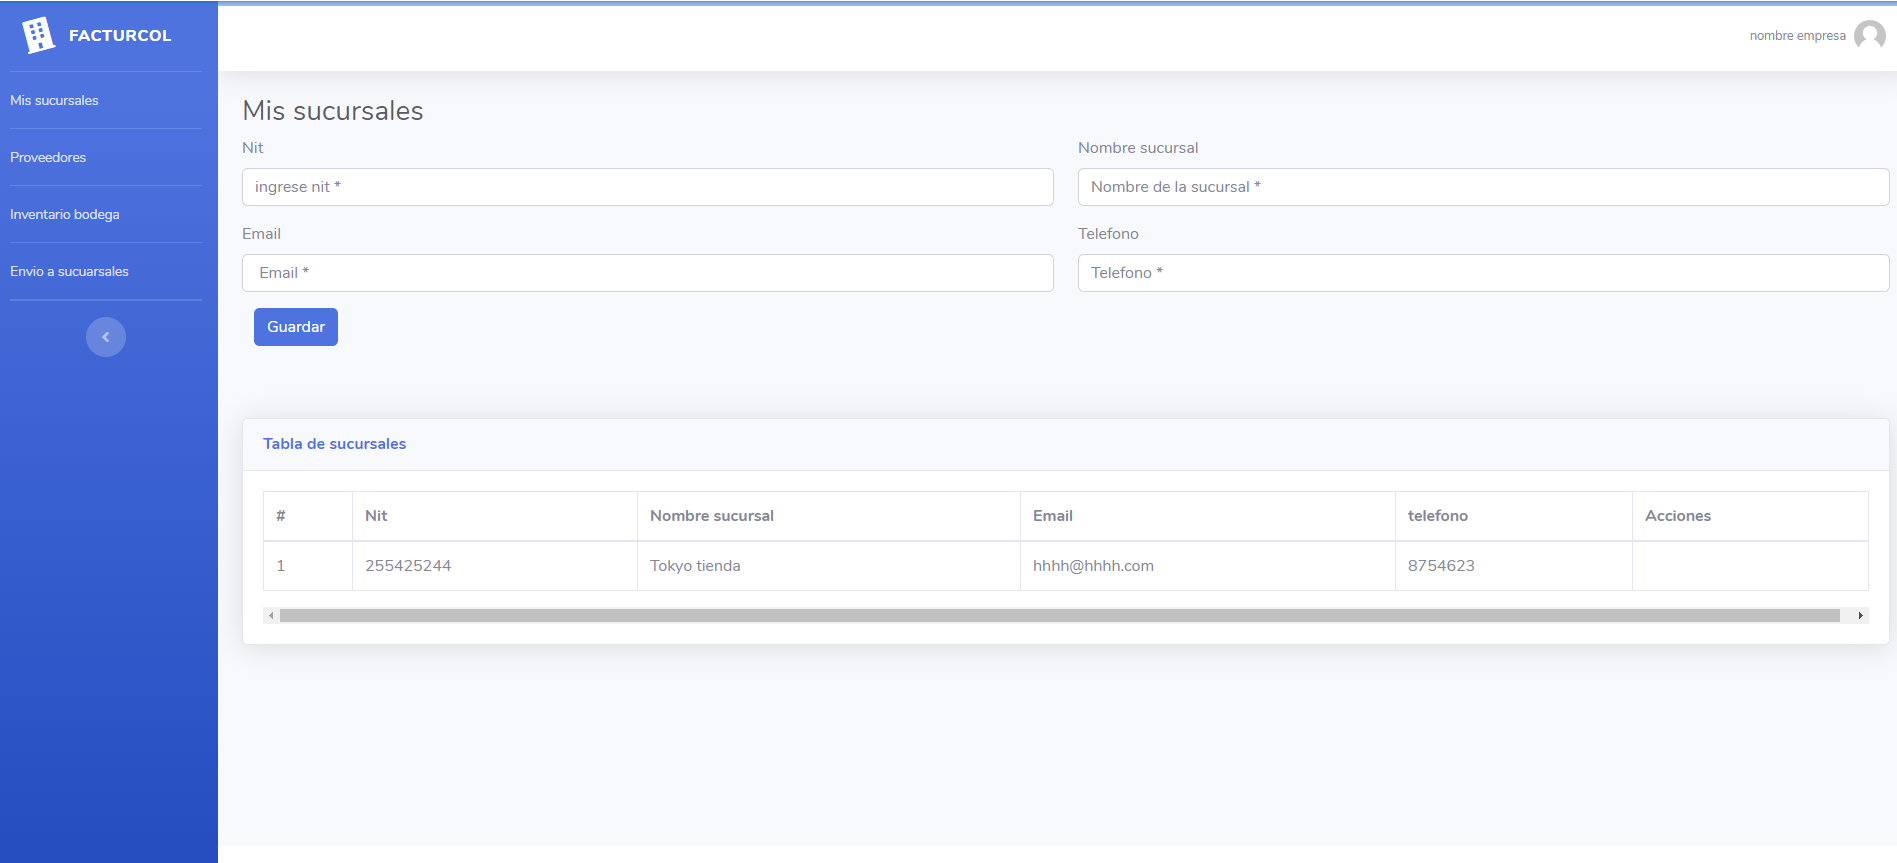 FACTURCOL
nombre empresa
Mis sucursales
Proveedores
Inventario bodega
Envio a sucuarsales
Mis sucursales
Nit
Nombre sucursal
ingrese nit *
Nombre de la sucursal *
Email
Telefono
Email *
Telefono *
Guardar
Tabla de sucursales
# Nit Nombre sucursal Email telefono Acciones
1 255425244 Tokyo tienda hhhh@hhhh.com 8754623